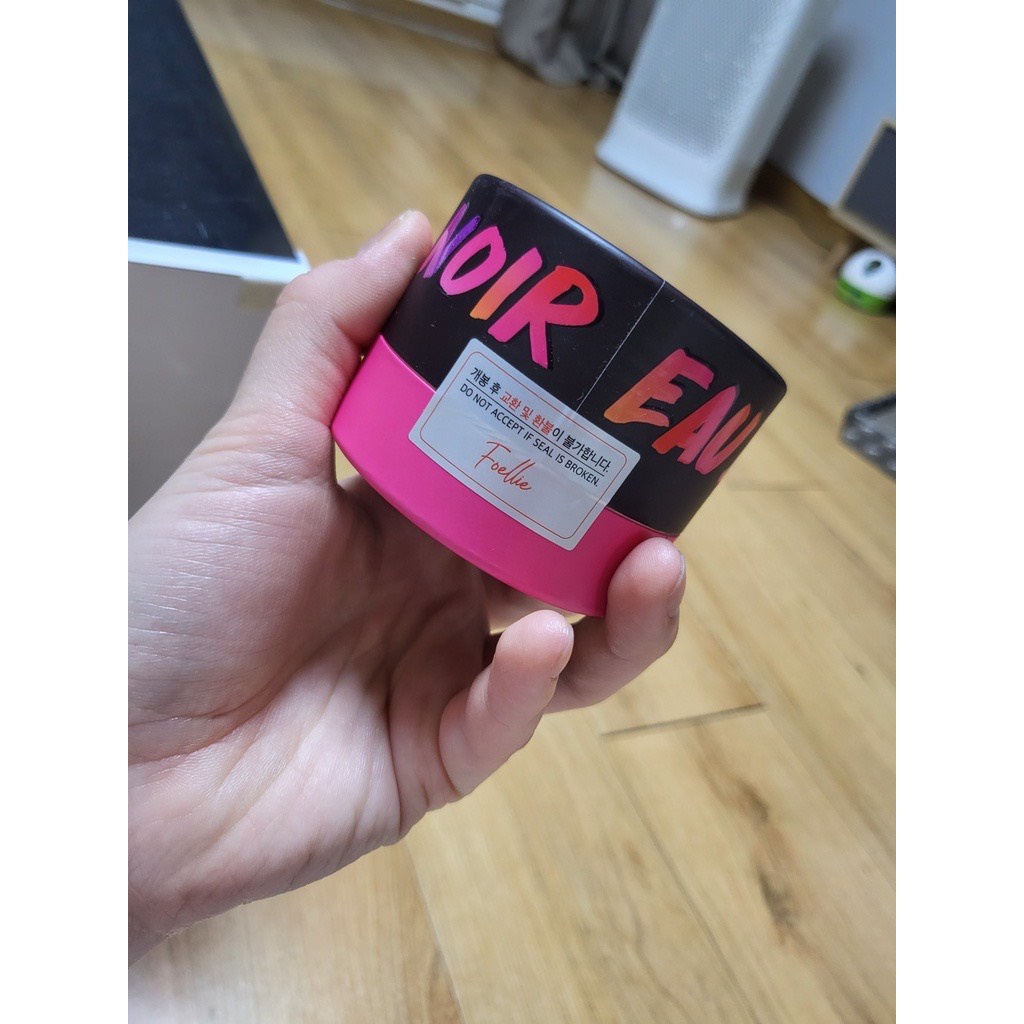 NOIR EAU
개봉 후 교환 및 환불이 불가합니다.
DO NOT ACCEPT IF SEAL IS BROKEN.
Foellie